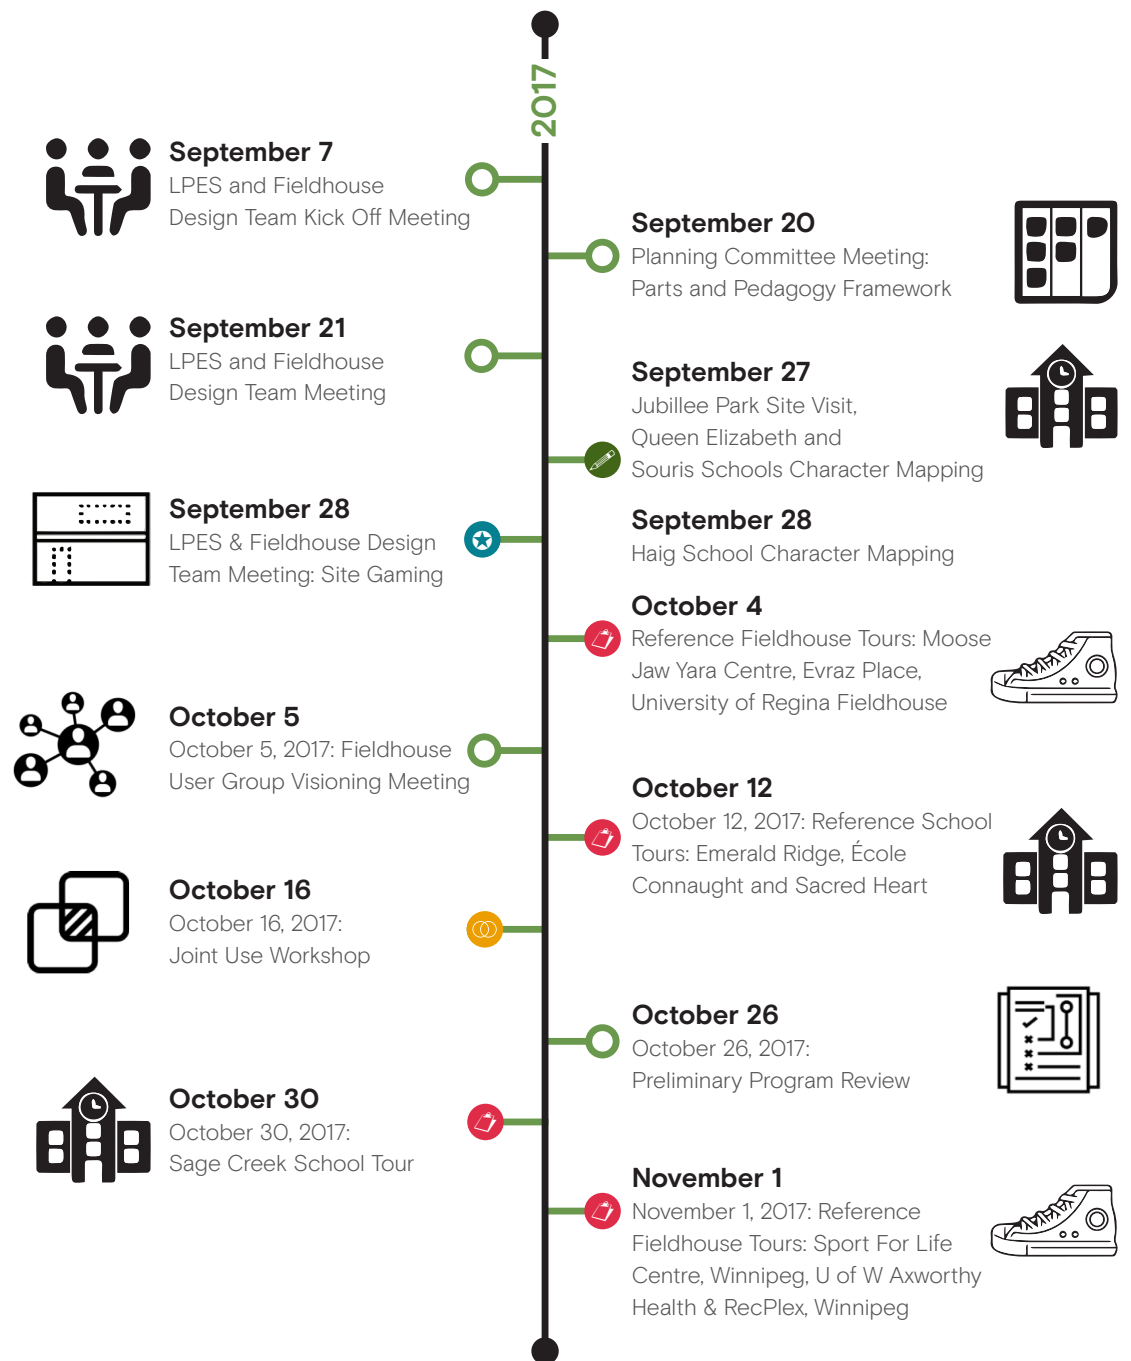 2017
September 7
LPES and Fieldhouse
Design Team Kick Off Meeting
September 20
Planning Committee Meeting:
Parts and Pedagogy Framework
September 21
LPES and Fieldhouse
Design Team Meeting
September 27
Jubillee Park Site Visit,
Queen Elizabeth and
Souris Schools Character Mapping
September 28
LPES & Fieldhouse Design
Team Meeting: Site Gaming
September 28
Haig School Character Mapping
October 4
Reference Fieldhouse Tours: Moose
Jaw Yara Centre, Evraz Place,
University of Regina Fieldhouse
October 5
October 5, 2017: Fieldhouse
User Group Visioning Meeting
October 12
October 12, 2017: Reference School
Tours: Emerald Ridge, École
Connaught and Sacred Heart
October 16
October 16, 2017:
Joint Use Workshop
October 26
October 26, 2017:
Preliminary Program Review
October 30
October 30, 2017:
Sage Creek School Tour
November 1
November 1, 2017: Reference
Fieldhouse Tours: Sport For Life
Centre, Winnipeg, U of W Axworthy
Health & RecPlex, Winnipeg